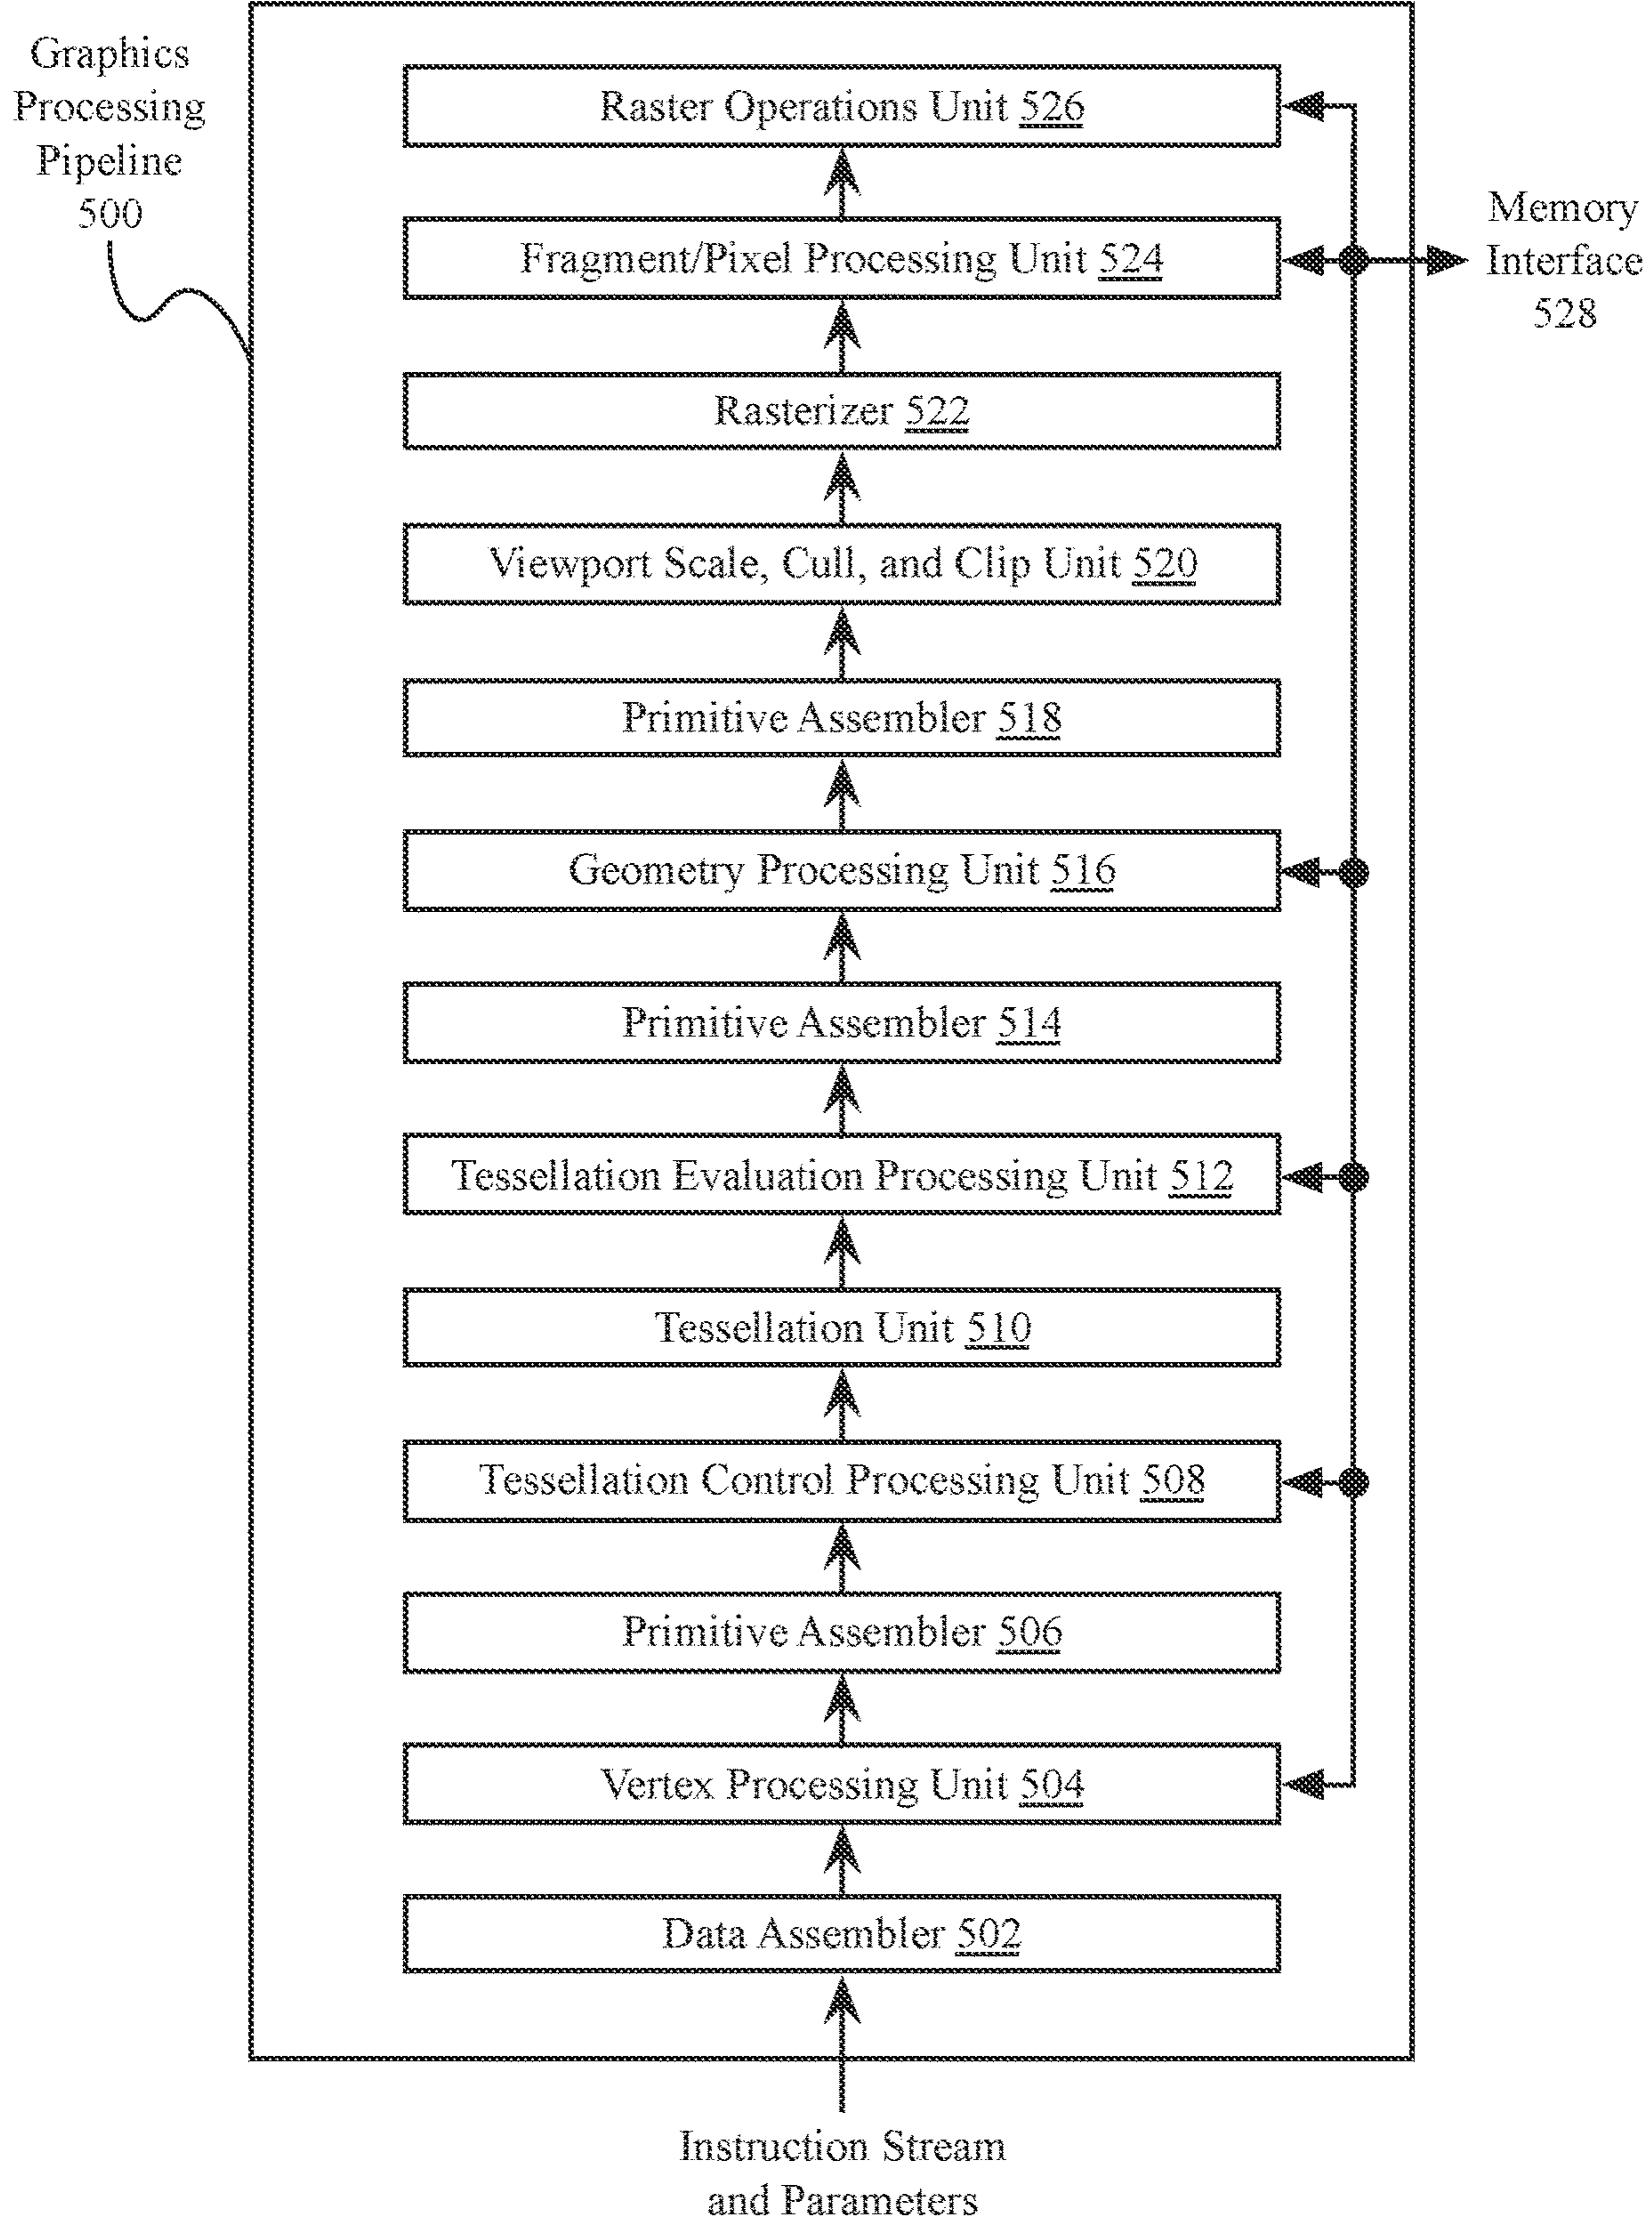 Graphics
Processing
Pipeline
500
Raster Operations Unit 526
Memory
Interface
528
Fragment/Pixel Processing Unit 524
Rasterizer 522
Viewport Scale, Cull, and Clip Unit 520
Primitive Assembler 518
Geometry Processing Unit 516
Primitive Assembler 514
Tessellation Evaluation Processing Unit 512
Tessellation Unit 510
Tessellation Control Processing Unit 508
Primitive Assembler 506
Vertex Processing Unit 504
Data Assembler 502
Instruction Stream
and Parameters